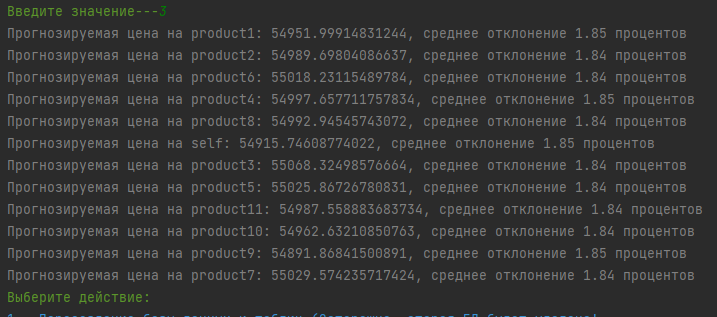 Введите значение---3
Прогнозируемая цена на product1: 54951.99914831244, среднее отклонение 1.85 процентов
Прогнозируемая цена на product2: 54989.69804086637, среднее отклонение 1.84 процентов
Прогнозируемая цена на product6: 55018.23115489784, среднее отклонение 1.84 процентов
Прогнозируемая цена на product4: 54997.657711757834, среднее отклонение 1.85 процентов
Прогнозируемая цена на product8: 54992.94545743072, среднее отклонение 1.84 процентов
Прогнозируемая цена на self: 54915.74608774022, среднее отклонение 1.85 процентов
Прогнозируемая цена на product3: 55068.32498576664, среднее отклонение 1.84 процентов
Прогнозируемая цена на product5: 55025.86726780831, среднее отклонение 1.84 процентов
Прогнозируемая цена на product11: 54987.558883683734, среднее отклонение 1.84 процентов
Прогнозируемая цена на product10: 54962.63210850763, среднее отклонение 1.84 процентов
Прогнозируемая цена на product9: 54891.86841500891, среднее отклонение 1.85 процентов
Прогнозируемая цена на product7: 55029.574235717424, среднее отклонение 1.84 процентов
Выберите действие: